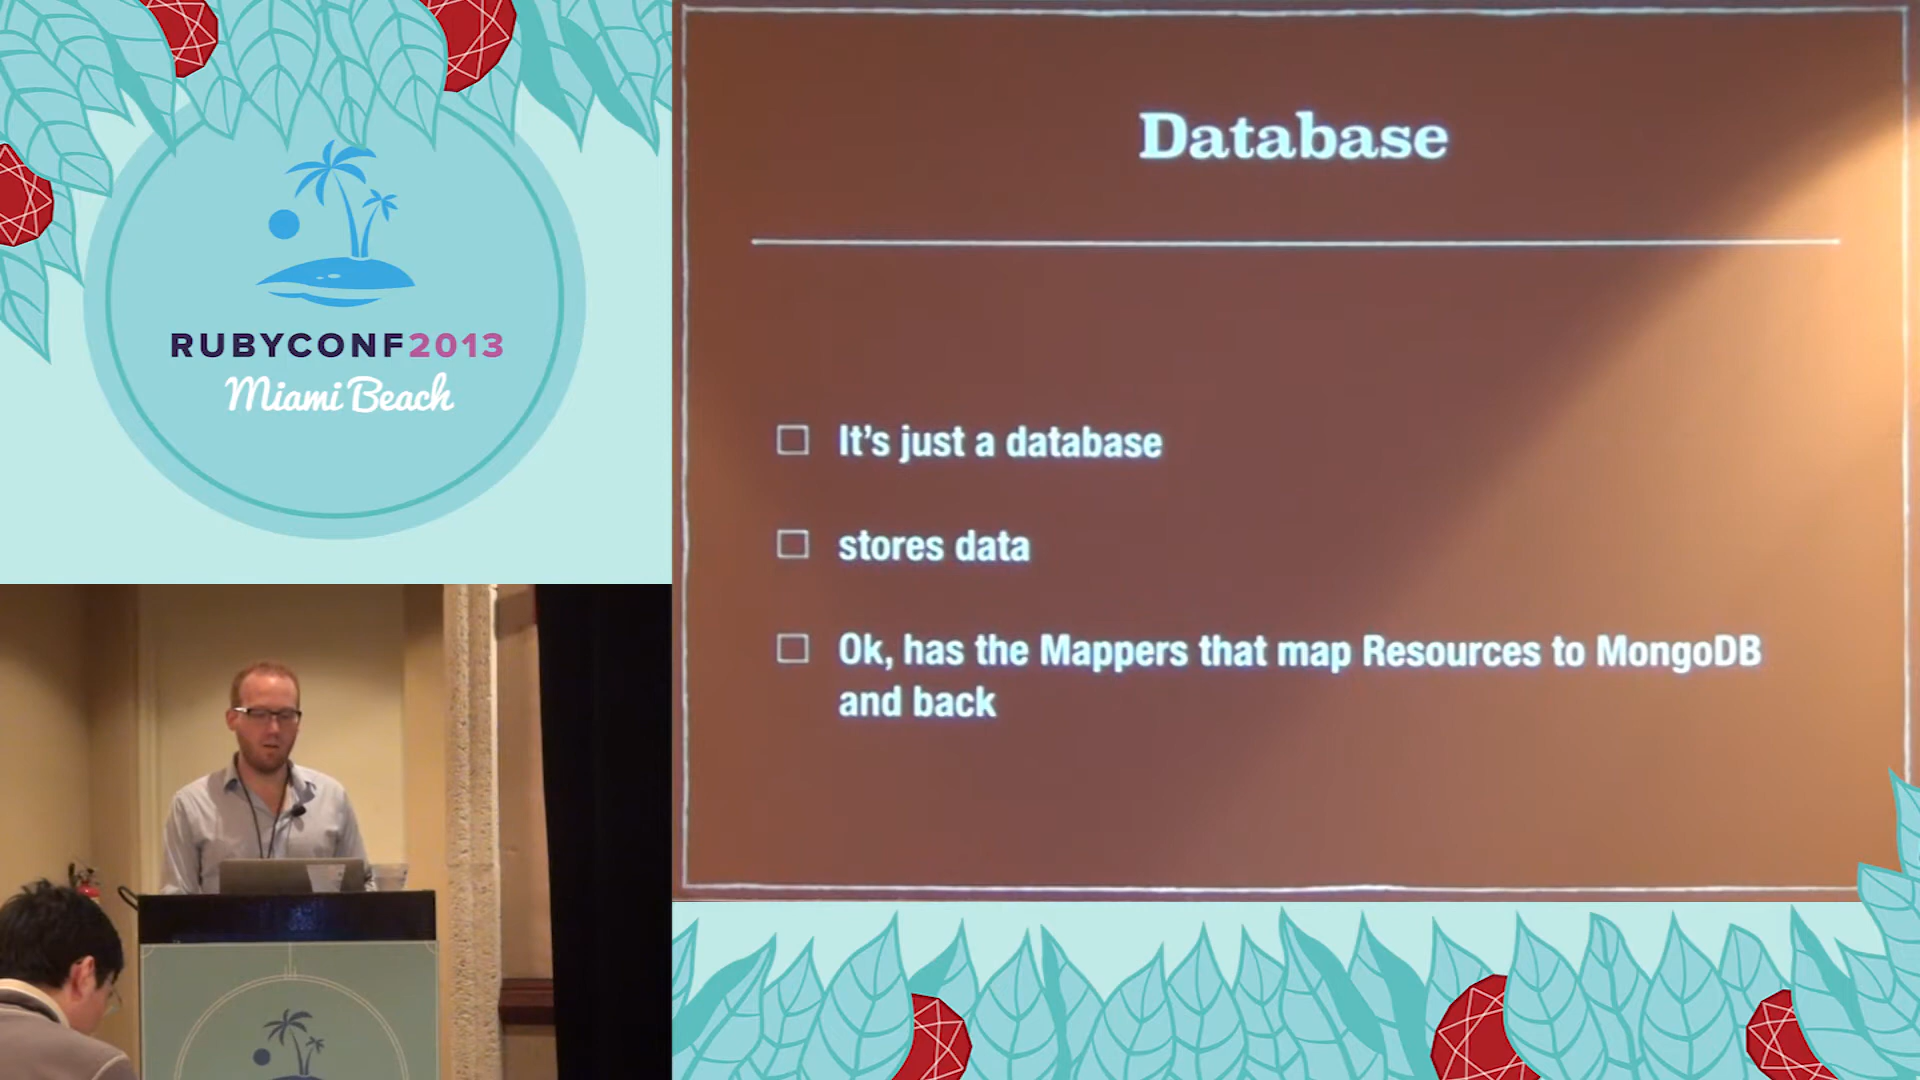 RUBYCONF2013
Miami Beach
Database
It's just a database
stores data
Ok, has the Mappers that map Resources to MongoDB
and back